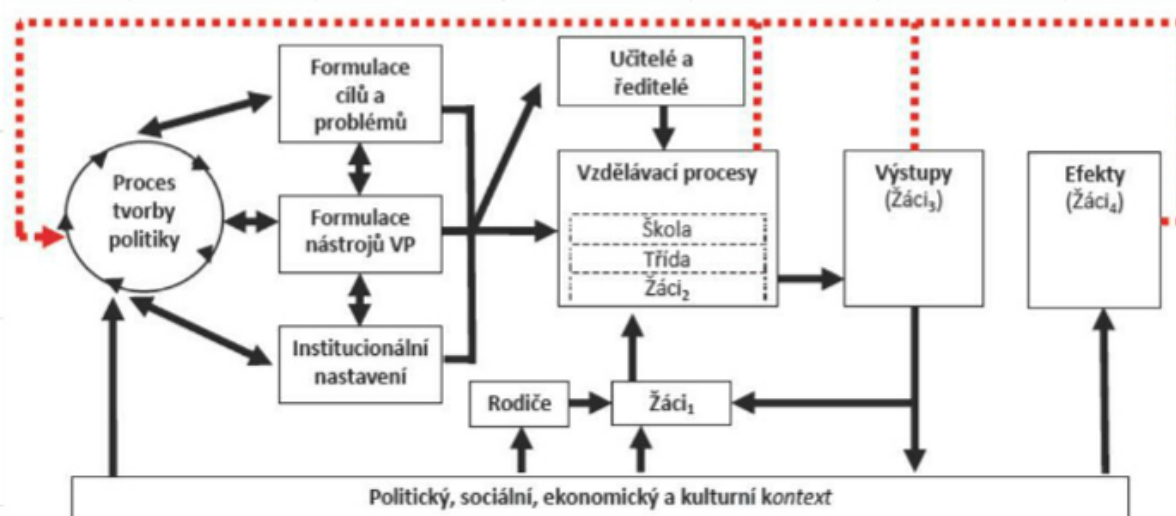 Formulace
cílů a
problémů
Učitelé a
ředitelé
Proces
tvorby
politiky
Formulace
nástrojů VP
Institucionální
nastavení
Vzdělávací procesy
Škola
Třída
Žáci₂
Výstupy
(Žáci₃)
Efekty
(Žáci₄)
Rodiče
Žáci₁
Politický, sociální, ekonomický a kulturní kontext